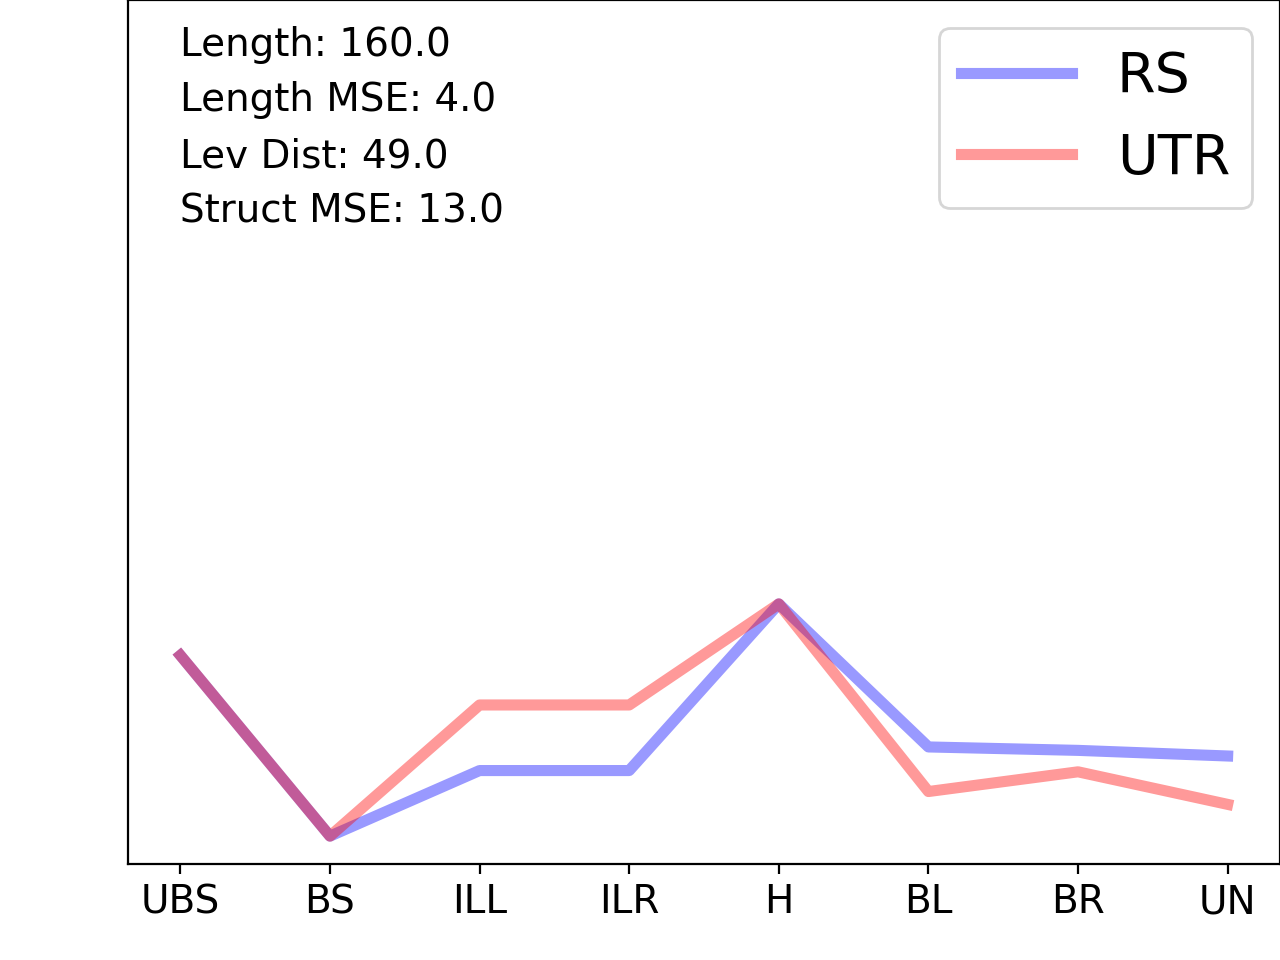 Length: 160.0
Length MSE: 4.0
Lev Dist: 49.0
Struct MSE: 13.0
RS
UTR
UBS BS ILL ILR H BL BR UN